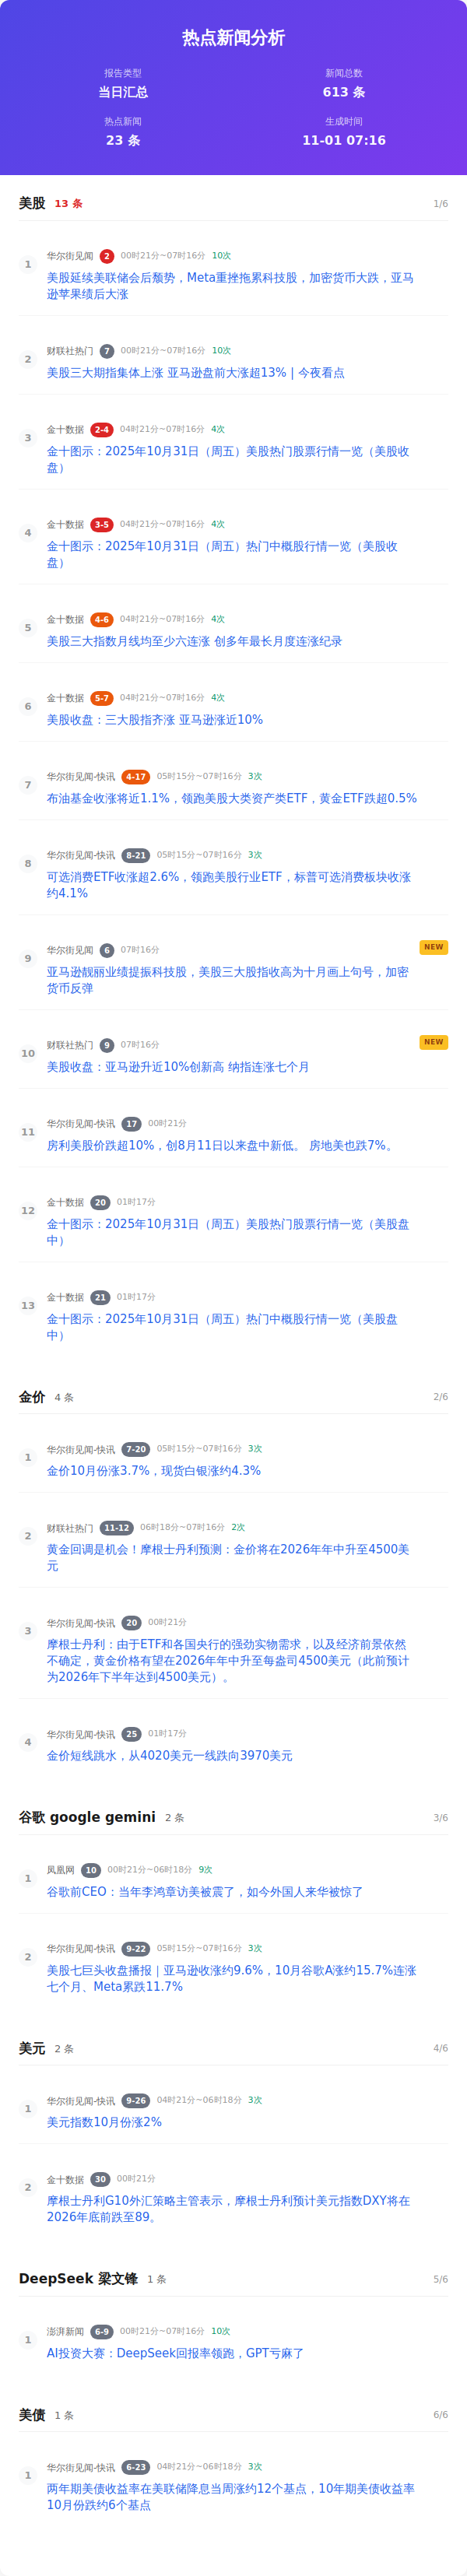 热点新闻分析
报告类型
当日汇总
新闻总数
613 条
热点新闻
23 条
生成时间
11-01 07:16
美股 13 条 1/6
1 华尔街见闻 2 00时21分~07时16分 10次
美股延续美联储会后颓势，Meta重挫拖累科技股，加密货币大跌，亚马
逊苹果绩后大涨
2 财联社热门 7 00时21分~07时16分 10次
美股三大期指集体上涨 亚马逊盘前大涨超13% | 今夜看点
3 金十数据 2-4 04时21分~07时16分 4次
金十图示：2025年10月31日（周五）美股热门股票行情一览（美股收
盘）
4 金十数据 3-5 04时21分~07时16分 4次
金十图示：2025年10月31日（周五）热门中概股行情一览（美股收
盘）
5 金十数据 4-6 04时21分~07时16分 4次
美股三大指数月线均至少六连涨 创多年最长月度连涨纪录
6 金十数据 5-7 04时21分~07时16分 4次
美股收盘：三大股指齐涨 亚马逊涨近10%
7 华尔街见闻-快讯 4-17 05时15分~07时16分 3次
布油基金收涨将近1.1%，领跑美股大类资产类ETF，黄金ETF跌超0.5%
8 华尔街见闻-快讯 8-21 05时15分~07时16分 3次
可选消费ETF收涨超2.6%，领跑美股行业ETF，标普可选消费板块收涨
约4.1%
9 华尔街见闻 6 07时16分 NEW
亚马逊靓丽业绩提振科技股，美股三大股指收高为十月画上句号，加密
货币反弹
10 财联社热门 9 07时16分 NEW
美股收盘：亚马逊升近10%创新高 纳指连涨七个月
11 华尔街见闻-快讯 17 00时21分
房利美股价跌超10%，创8月11日以来盘中新低。 房地美也跌7%。
12 金十数据 20 01时17分
金十图示：2025年10月31日（周五）美股热门股票行情一览（美股盘
中）
13 金十数据 21 01时17分
金十图示：2025年10月31日（周五）热门中概股行情一览（美股盘
中）
金价 4 条 2/6
1 华尔街见闻-快讯 7-20 05时15分~07时16分 3次
金价10月份涨3.7%，现货白银涨约4.3%
2 财联社热门 11-12 06时18分~07时16分 2次
黄金回调是机会！摩根士丹利预测：金价将在2026年年中升至4500美
元
3 华尔街见闻-快讯 20 00时21分
摩根士丹利：由于ETF和各国央行的强劲实物需求，以及经济前景依然
不确定，黄金价格有望在2026年年中升至每盎司4500美元（此前预计
为2026年下半年达到4500美元）。
4 华尔街见闻-快讯 25 01时17分
金价短线跳水，从4020美元一线跌向3970美元
谷歌 google gemini 2 条 3/6
1 凤凰网 10 00时21分~06时18分 9次
谷歌前CEO：当年李鸿章访美被震了，如今外国人来华被惊了
2 华尔街见闻-快讯 9-22 05时15分~07时16分 3次
美股七巨头收盘播报｜亚马逊收涨约9.6%，10月谷歌A涨约15.7%连涨
七个月、Meta累跌11.7%
美元 2 条 4/6
1 华尔街见闻-快讯 9-26 04时21分~06时18分 3次
美元指数10月份涨2%
2 金十数据 30 00时21分
摩根士丹利G10外汇策略主管表示，摩根士丹利预计美元指数DXY将在
2026年底前跌至89。
DeepSeek 梁文锋 1 条 5/6
1 澎湃新闻 6-9 00时21分~07时16分 10次
AI投资大赛：DeepSeek回报率领跑，GPT亏麻了
美债 1 条 6/6
1 华尔街见闻-快讯 6-23 04时21分~06时18分 3次
两年期美债收益率在美联储降息当周涨约12个基点，10年期美债收益率
10月份跌约6个基点